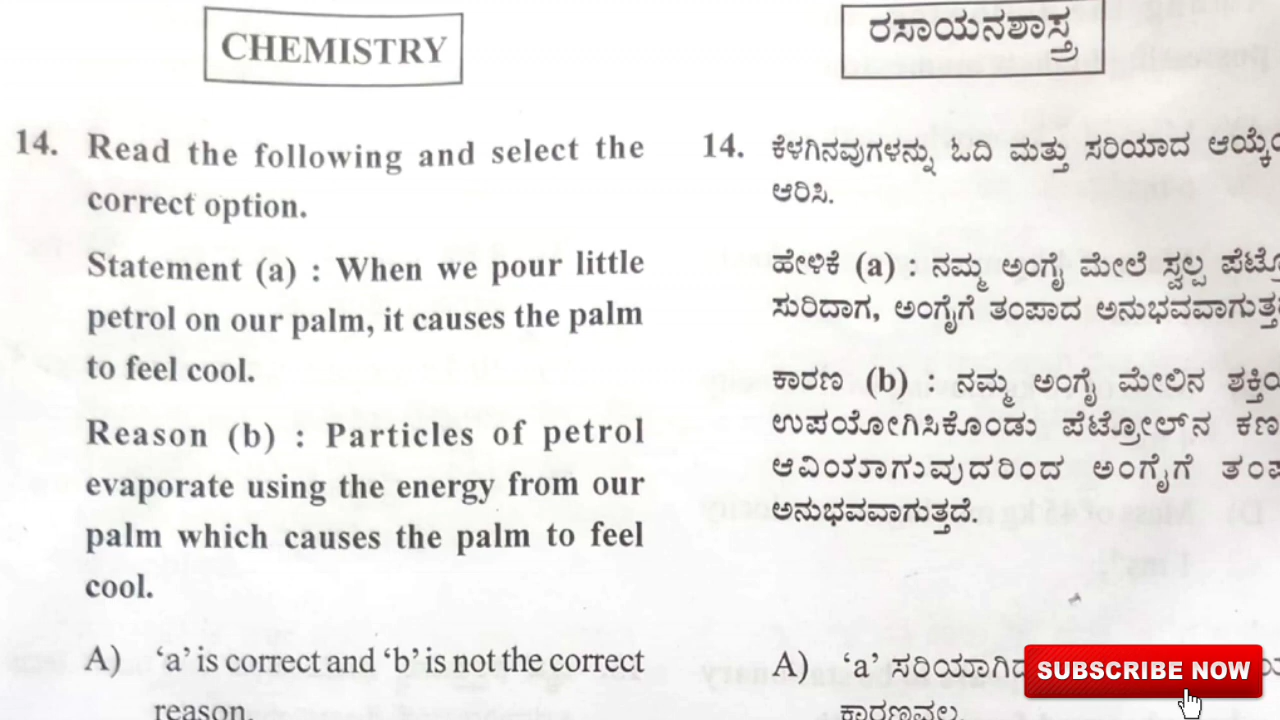 CHEMISTRY
14. Read the following and select the
correct option.
Statement (a) : When we pour little
petrol on our palm, it causes the palm
to feel cool.
Reason (b) : Particles of petrol
evaporate using the energy from our
palm which causes the palm to feel
cool.
A) ‘a’ is correct and ‘b’ is not the correct
reason.
ರಸಾಯನಶಾಸ್ತ್ರ
14. ಕೆಳಗಿನವುಗಳನ್ನು ಓದಿ ಮತ್ತು ಸರಿಯಾದ
ಆರಿಸಿ.
ಹೇಳಿಕೆ (a) : ನಮ್ಮ ಅಂಗೈ ಮೇಲೆ ಸ್ವಲ್ಪ
ಸುರಿದಾಗ, ಅಂಗೈಗೆ ತಂಪಾದ
ಕಾರಣ (b) : ನಮ್ಮ ಅಂಗೈ ಮೇಲಿನ
ಉಪಯೋಗಿಸಿಕೊಂಡು ಪೆಟ್ರೋಲ್‌ನ
ಆವಿಯಾಗುವುದರಿಂದ ಅಂಗೈಗೆ
ಅನುಭವವಾಗುತ್ತದೆ.
A) ‘a’
ಕಾರಣವಲ್ಲ.
SUBSCRIBE NOW